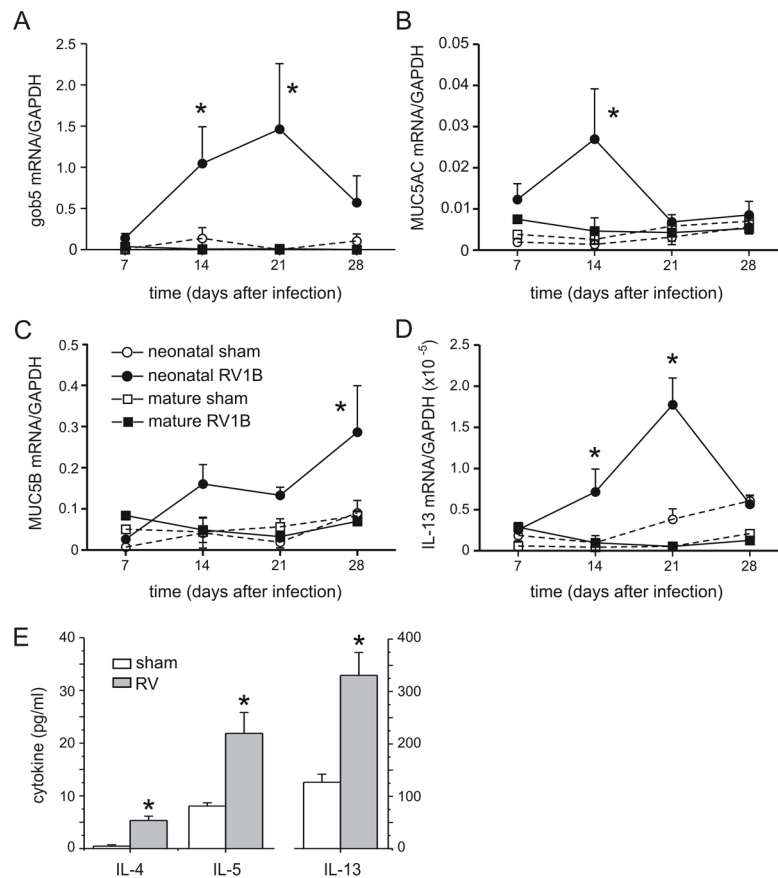 A
gob5 mRNA/GAPDH
2.5
2.0
1.5
1.0
0.5
0
*
*
7 14 21 28
time (days after infection)
B
MUC5AC mRNA/GAPDH
0.05
0.04
0.03
0.02
0.01
0
*
7 14 21 28
time (days after infection)
C
MUC5B mRNA/GAPDH
0.5
0.4
0.3
0.2
0.1
0
neonatal sham
neonatal RV1B
mature sham
mature RV1B
*
7 14 21 28
time (days after infection)
D
IL-13 mRNA/GAPDH (x10⁻⁵)
2.5
2.0
1.5
1.0
0.5
0
*
*
7 14 21 28
time (days after infection)
E
cytokine (pg/ml)
40
30
20
10
0
sham
RV
*
*
*
400
300
200
100
0
IL-4 IL-5 IL-13